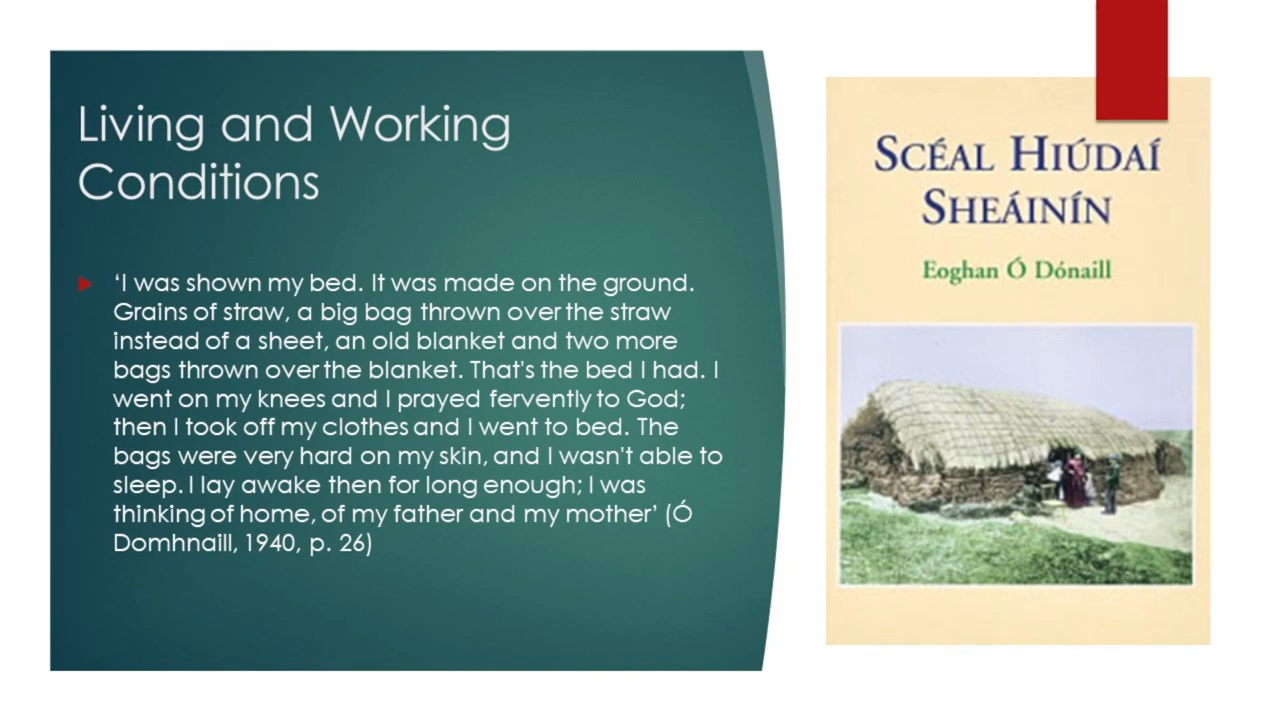 Living and Working
Conditions
‘I was shown my bed. It was made on the ground.
Grains of straw, a big bag thrown over the straw
instead of a sheet, an old blanket and two more
bags thrown over the blanket. That's the bed I had. I
went on my knees and I prayed fervently to God;
then I took off my clothes and I went to bed. The
bags were very hard on my skin, and I wasn't able to
sleep. I lay awake then for long enough; I was
thinking of home, of my father and my mother’ (Ó
Domhnaill, 1940, p. 26)
SCÉAL HIÚDAÍ
SHEÁINÍN
Eoghan Ó Dónaill